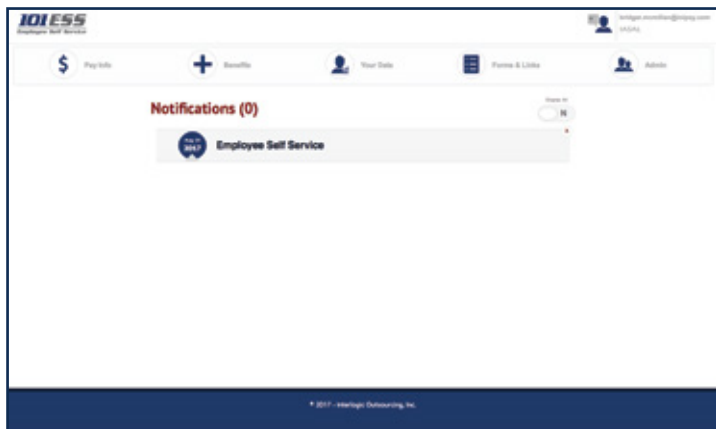 IOI ESS
Employee Self Service
Pay Info
Benefits
Your Data
Forms & Links
Admin
Notifications (0)
N
2017
Employee Self Service
© 2017 - Interlogic Outsourcing, Inc.